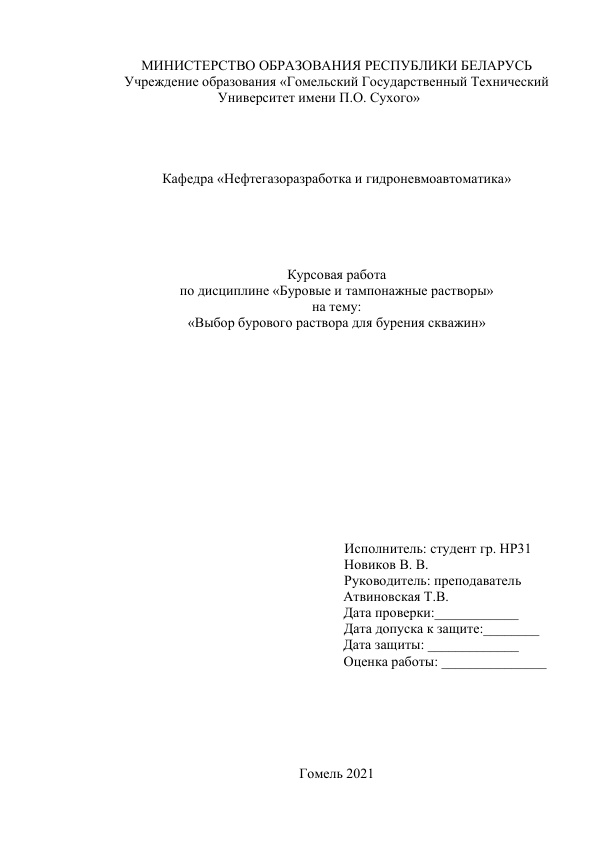 МИНИСТЕРСТВО ОБРАЗОВАНИЯ РЕСПУБЛИКИ БЕЛАРУСЬ
Учреждение образования «Гомельский Государственный Технический
Университет имени П.О. Сухого»
Кафедра «Нефтегазоразработка и гидроневмоавтоматика»
Курсовая работа
по дисциплине «Буровые и тампонажные растворы»
на тему:
«Выбор бурового раствора для бурения скважин»
Исполнитель: студент гр. НР31
Новиков В. В.
Руководитель: преподаватель
Атвиновская Т.В.
Дата проверки:____________
Дата допуска к защите:________
Дата защиты: _____________
Оценка работы: _______________
Гомель 2021